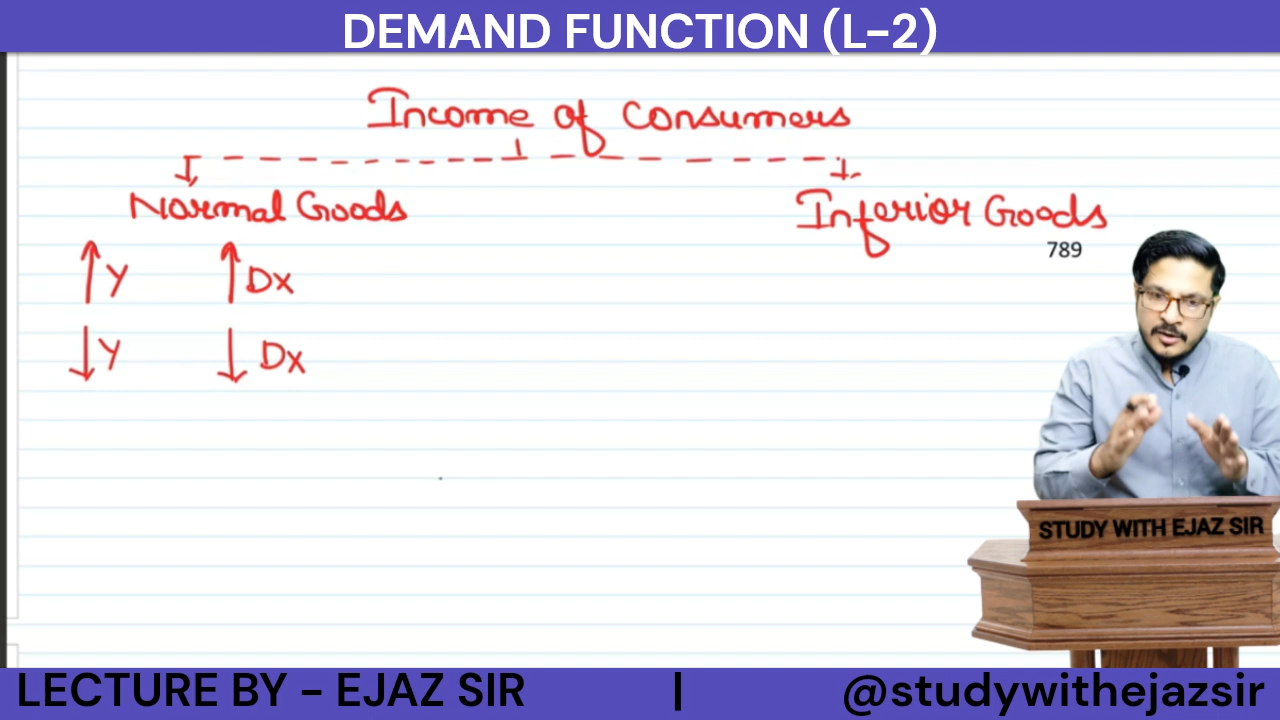 DEMAND FUNCTION (L-2)
Income of Consumers
Normal Goods
Inferior Goods
789
↑Y ↑Dx
↓Y ↓Dx
STUDY WITH EJAZ SIR
LECTURE BY - EJAZ SIR | @studywithejazsir